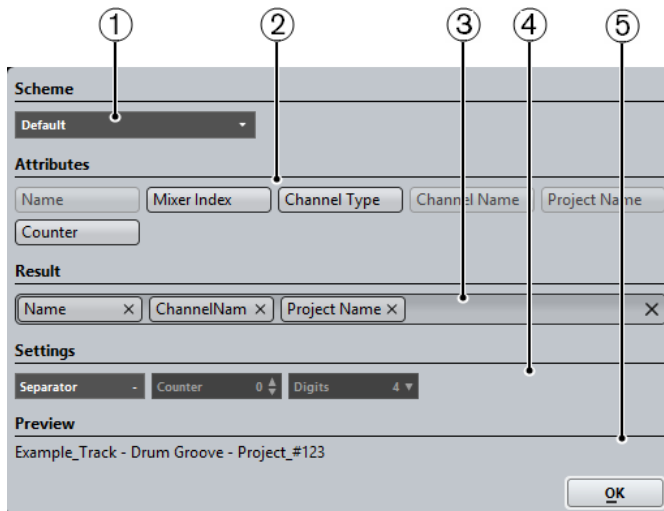 ① ② ③ ④ ⑤
Scheme
Default
Attributes
Name Mixer Index Channel Type Channel Name Project Name
Counter
Result
Name × ChannelNam × Project Name × ×
Settings
Separator - Counter 0 Digits 4
Preview
Example_Track - Drum Groove - Project_#123
OK